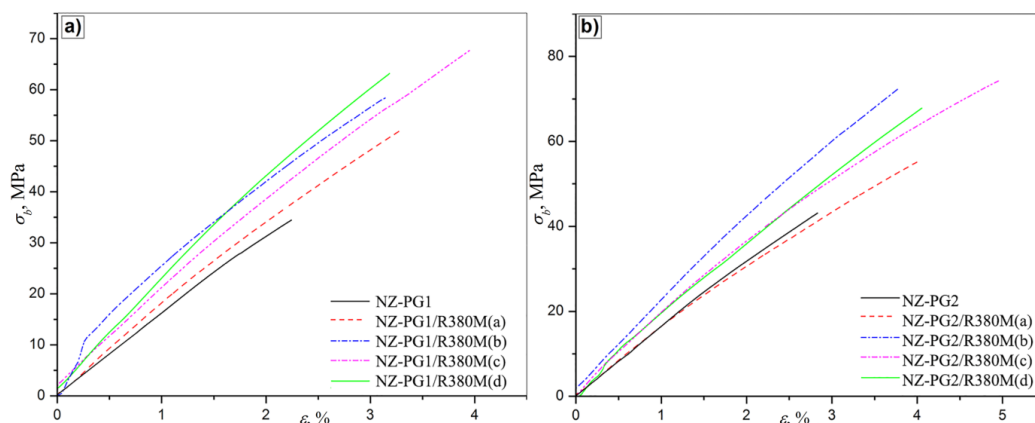 a)
σb, MPa
70
60
50
40
30
20
10
0
NZ-PG1
NZ-PG1/R380M(a)
NZ-PG1/R380M(b)
NZ-PG1/R380M(c)
NZ-PG1/R380M(d)
0 1 2 3 4
ε, %
b)
σb, MPa
80
60
40
20
0
NZ-PG2
NZ-PG2/R380M(a)
NZ-PG2/R380M(b)
NZ-PG2/R380M(c)
NZ-PG2/R380M(d)
0 1 2 3 4 5
ε, %